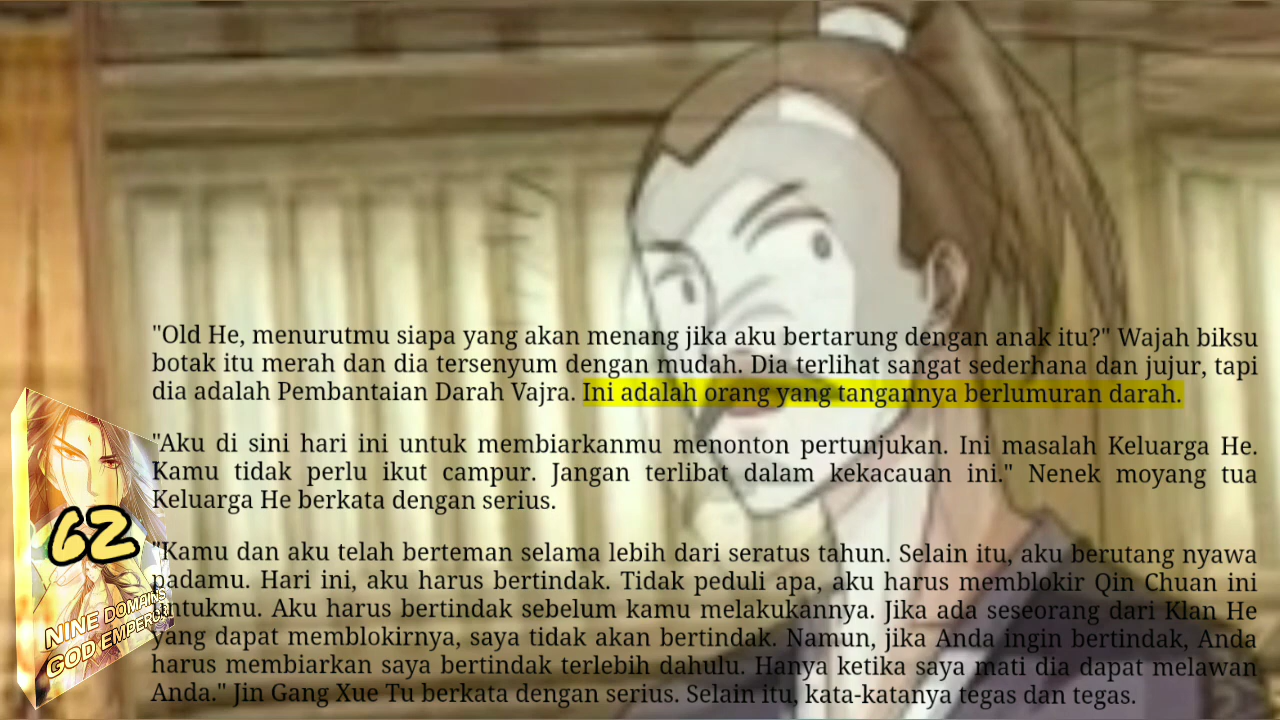 "Old He, menurutmu siapa yang akan menang jika aku bertarung dengan anak itu?" Wajah biksu
botak itu merah dan dia tersenyum dengan mudah. Dia terlihat sangat sederhana dan jujur, tapi
dia adalah Pembantaian Darah Vajra. Ini adalah orang yang tangannya berlumuran darah.
"Aku di sini hari ini untuk membiarkanmu menonton pertunjukan. Ini masalah Keluarga He.
Kamu tidak perlu ikut campur. Jangan terlibat dalam kekacauan ini." Nenek moyang tua
Keluarga He berkata dengan serius.
"Kamu dan aku telah berteman selama lebih dari seratus tahun. Selain itu, aku berutang nyawa
padamu. Hari ini, aku harus bertindak. Tidak peduli apa, aku harus memblokir Qin Chuan ini
untukmu. Aku harus bertindak sebelum kamu melakukannya. Jika ada seseorang dari Klan He
yang dapat memblokirnya, saya tidak akan bertindak. Namun, jika Anda ingin bertindak, Anda
harus membiarkan saya bertindak terlebih dahulu. Hanya ketika saya mati dia dapat melawan
Anda." Jin Gang Xue Tu berkata dengan serius. Selain itu, kata-katanya tegas dan tegas.
62
NINE DOMAINS
GOD EMPEROR